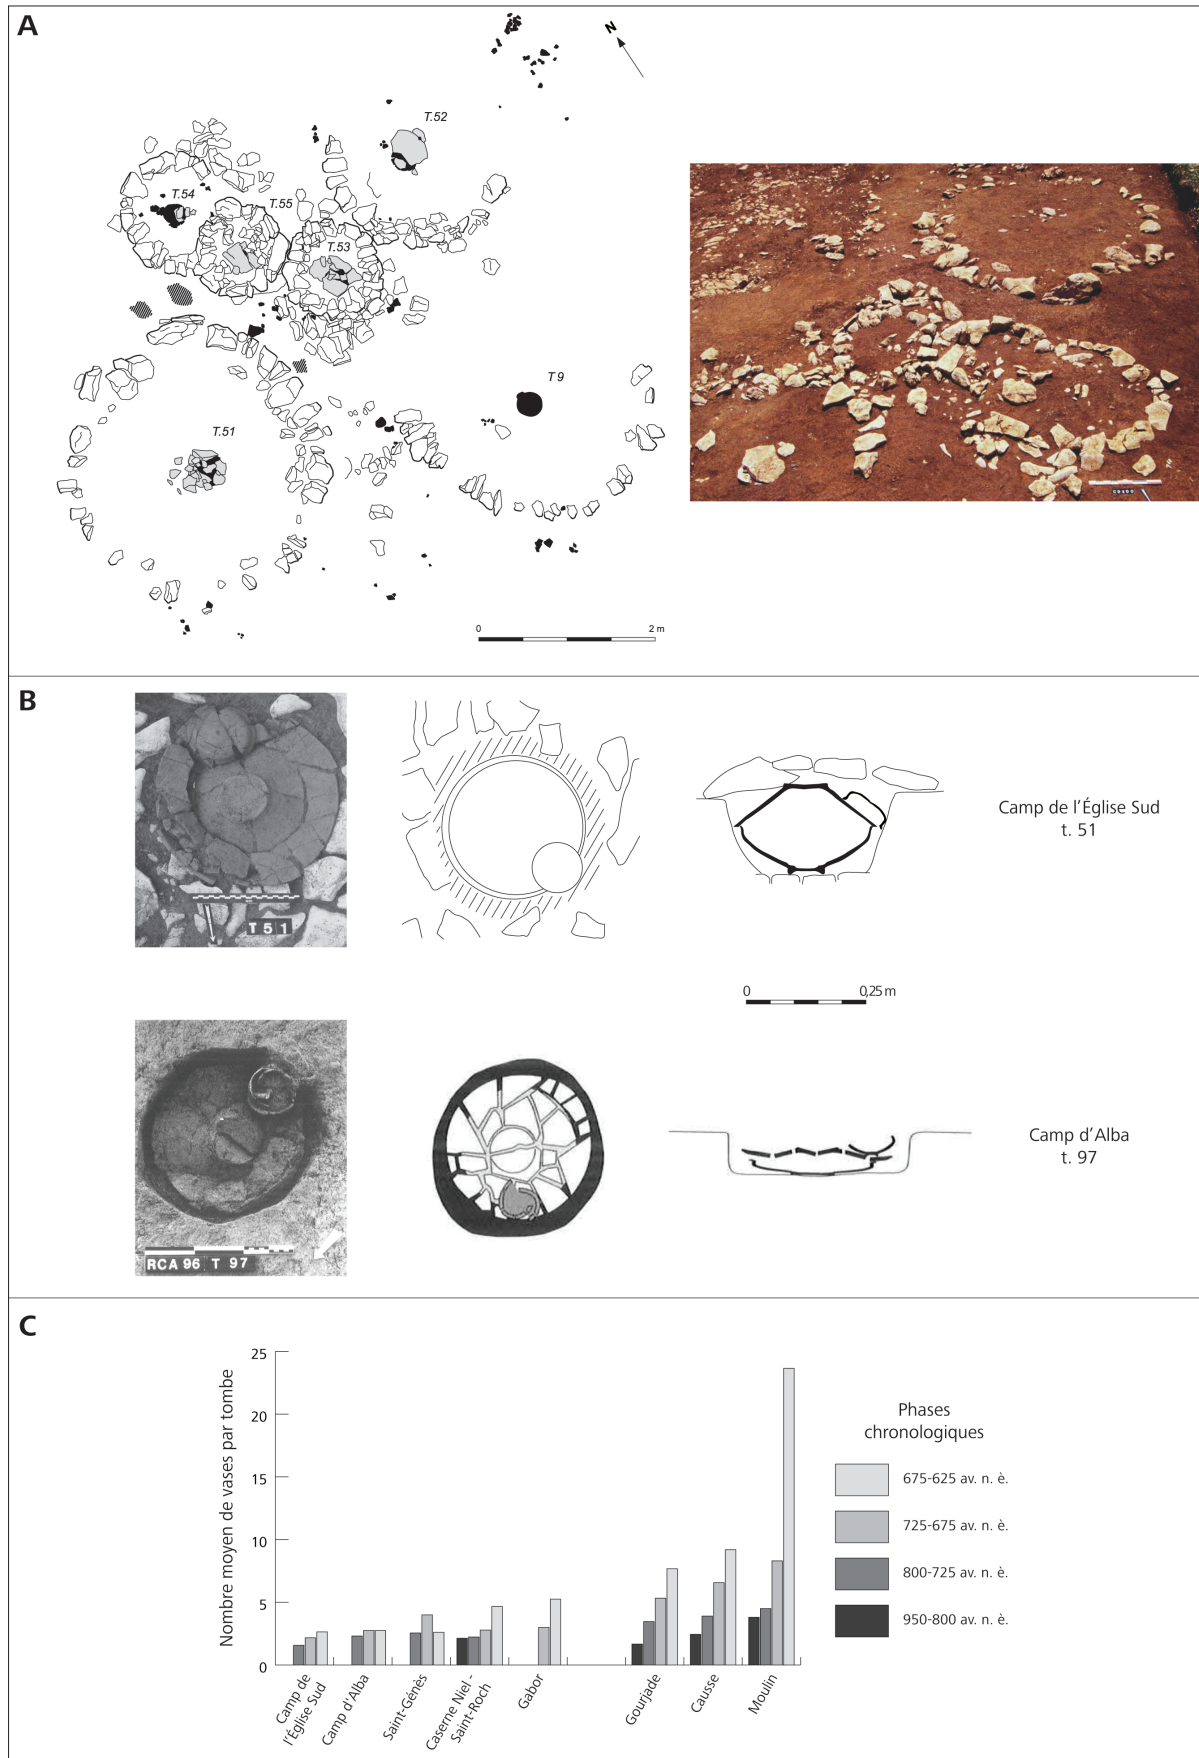 A
N
T.52
T.54
T.55
T.53
T 9
T.51
0 2 m
B
T 5 1
Camp de l'Église Sud
t. 51
0 0,25 m
RCA 96 T 97
Camp d'Alba
t. 97
C
Nombre moyen de vases par tombe
25
20
15
10
5
0
Camp de
l'Église Sud
Camp d'Alba
Saint-Génès
Caserne Niel -
Saint-Roch
Gabor
Gourjade
Causse
Moulin
Phases
chronologiques
675-625 av. n. è.
725-675 av. n. è.
800-725 av. n. è.
950-800 av. n. è.